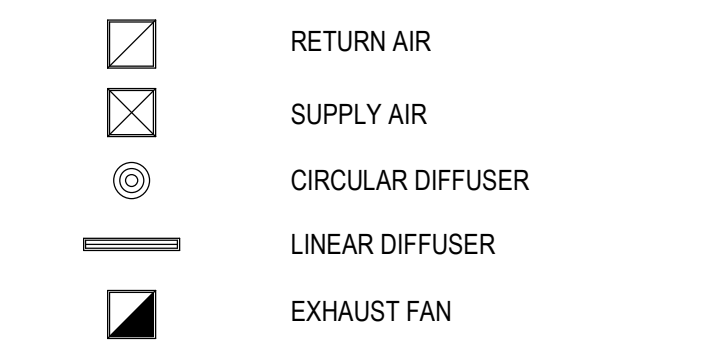 RETURN AIR
SUPPLY AIR
CIRCULAR DIFFUSER
LINEAR DIFFUSER
EXHAUST FAN